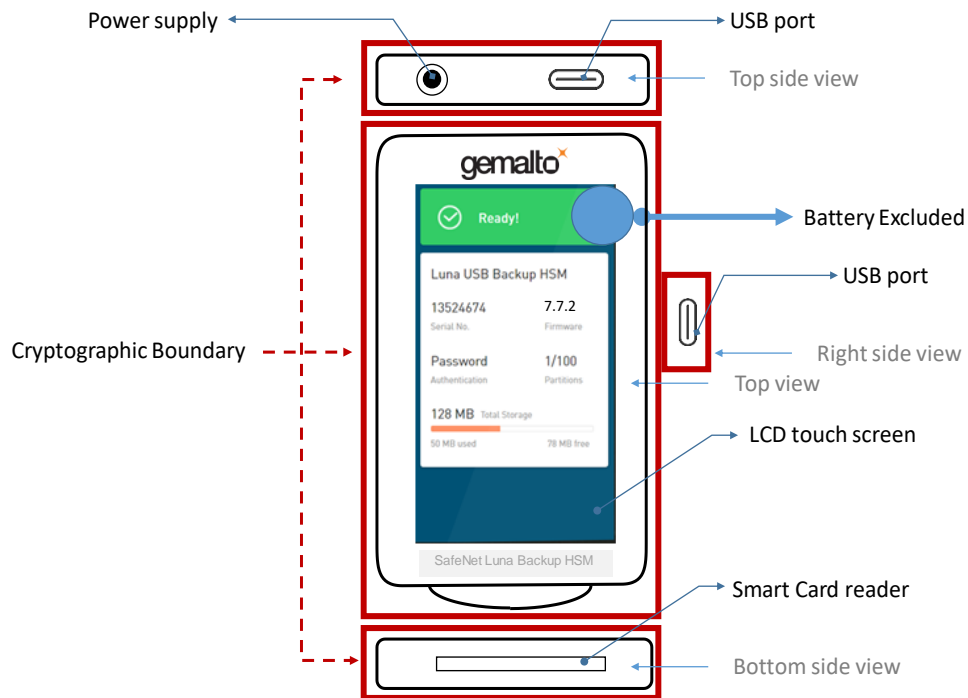 Power supply
USB port
Top side view
gemalto
Ready!
Battery Excluded
Luna USB Backup HSM
13524674 7.7.2
Serial No. Firmware
USB port
Cryptographic Boundary
Right side view
Password 1/100
Authentication Partitions
Top view
128 MB Total Storage
50 MB used 78 MB free
LCD touch screen
SafeNet Luna Backup HSM
Smart Card reader
Bottom side view